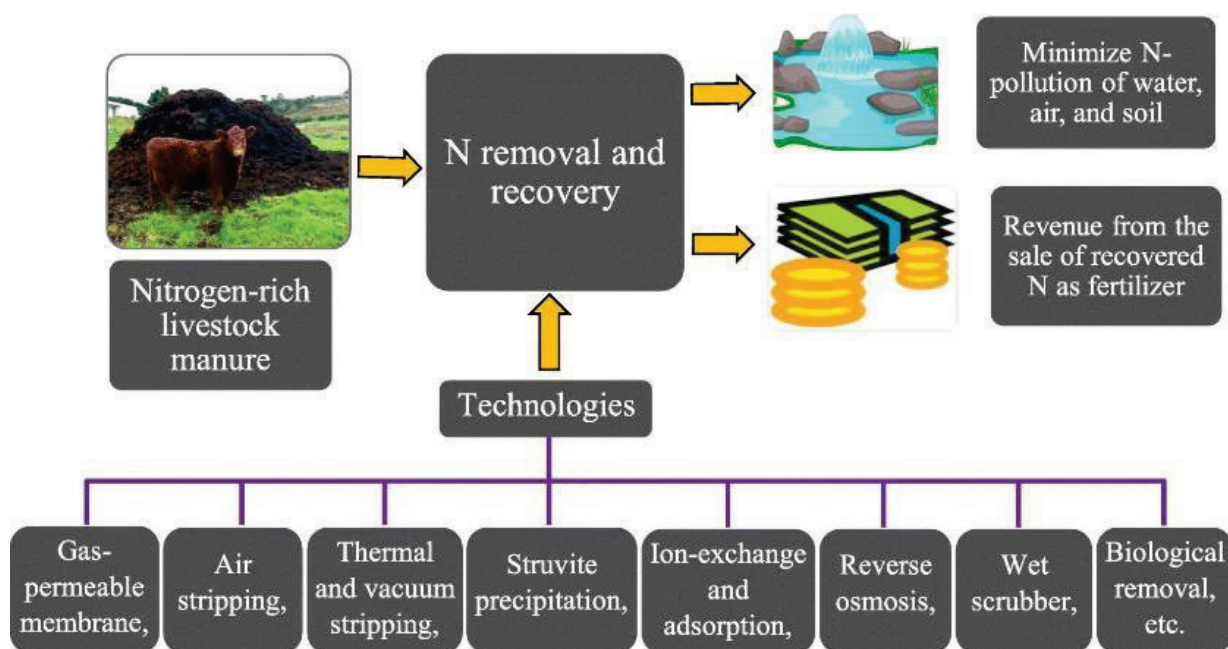 Nitrogen-rich
livestock
manure
N removal and
recovery
Minimize N-
pollution of water,
air, and soil
Revenue from the
sale of recovered
N as fertilizer
Technologies
Gas-
permeable
membrane,
Air
stripping,
Thermal
and vacuum
stripping,
Struvite
precipitation,
Ion-exchange
and
adsorption,
Reverse
osmosis,
Wet
scrubber,
Biological
removal,
etc.